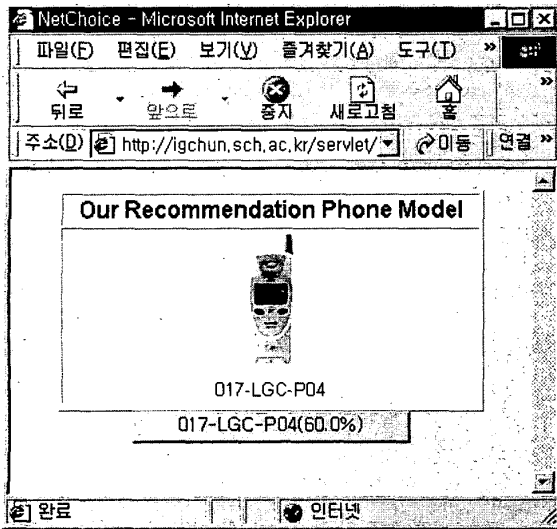 NetChoice - Microsoft Internet Explorer
파일(F) 편집(E) 보기(V) 즐겨찾기(A) 도구(T) »
뒤로 앞으로 중지 새로고침 홈 »
주소(D) http://igchun.sch.ac.kr/servlet/ 이동 연결 »
Our Recommendation Phone Model
017-LGC-P04
017-LGC-P04(60.0%)
완료 인터넷